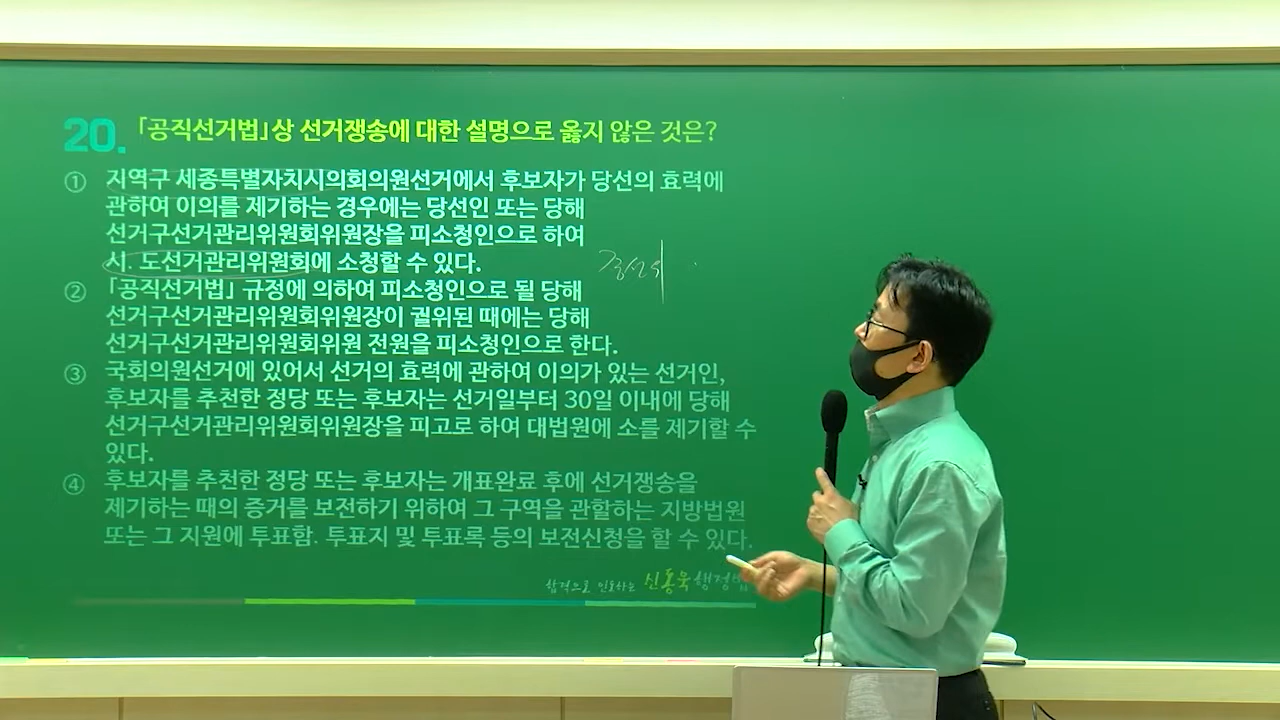 20. 「공직선거법」상 선거쟁송에 대한 설명으로 옳지 않은 것은?
① 지역구 세종특별자치시의회의원선거에서 후보자가 당선의 효력에
관하여 이의를 제기하는 경우에는 당선인 또는 당해
선거구선거관리위원회위원장을 피소청인으로 하여
시. 도선거관리위원회에 소청할 수 있다.
중선위
② 「공직선거법」 규정에 의하여 피소청인으로 될 당해
선거구선거관리위원회위원장이 궐위된 때에는 당해
선거구선거관리위원회위원 전원을 피소청인으로 한다.
③ 국회의원선거에 있어서 선거의 효력에 관하여 이의가 있는 선거인,
후보자를 추천한 정당 또는 후보자는 선거일부터 30일 이내에 당해
선거구선거관리위원회위원장을 피고로 하여 대법원에 소를 제기할 수
있다.
④ 후보자를 추천한 정당 또는 후보자는 개표완료 후에 선거쟁송을
제기하는 때의 증거를 보전하기 위하여 그 구역을 관할하는 지방법원
또는 그 지원에 투표함. 투표지 및 투표록 등의 보전신청을 할 수 있다.
합격으로 인도하는 신동욱 행정법